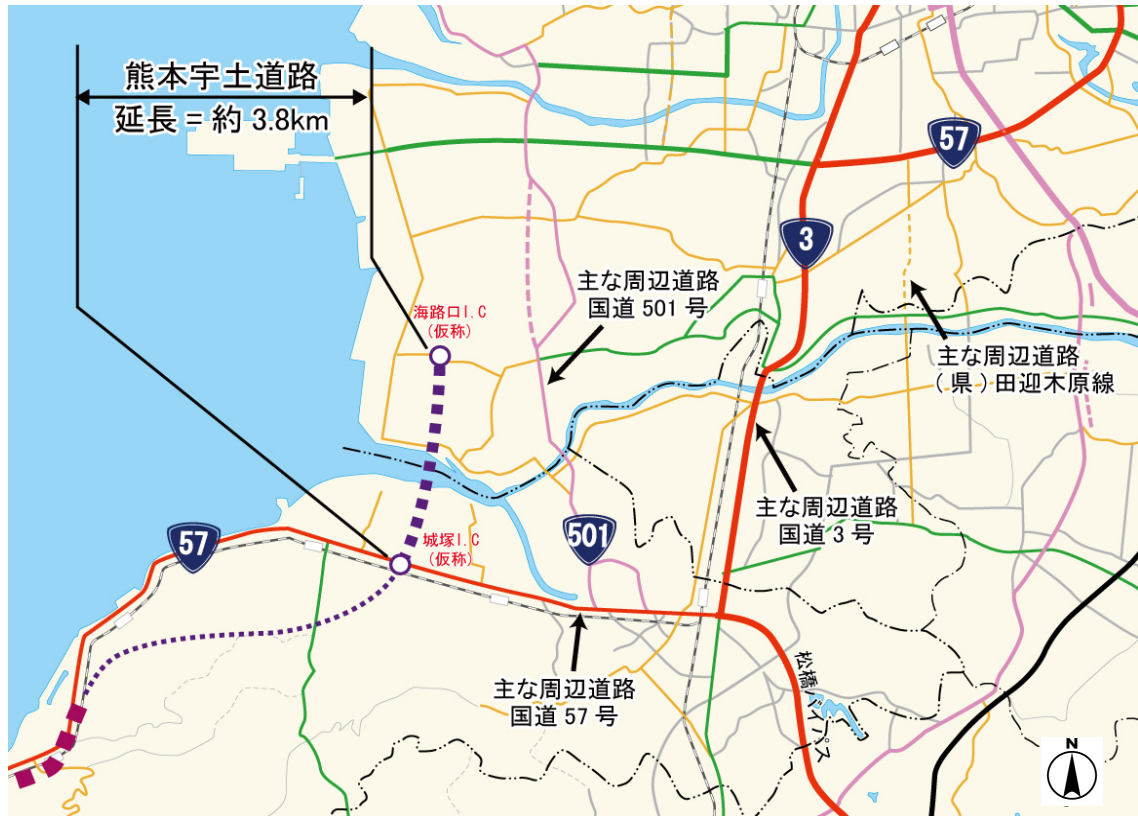 熊本宇土道路
延長 = 約 3.8km
57
3
主な周辺道路
国道 501 号
海路口I.C
(仮称)
主な周辺道路
(県) 田迎木原線
主な周辺道路
国道 3 号
57
城塚I.C
(仮称)
501
主な周辺道路
国道 57 号
松橋バイパス
N